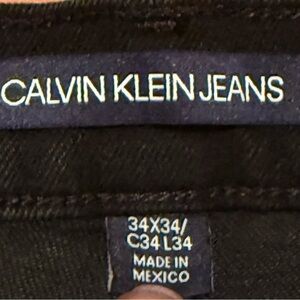 CALVIN KLEIN JEANS
34X34/
C34 L34
MADE IN
MEXICO